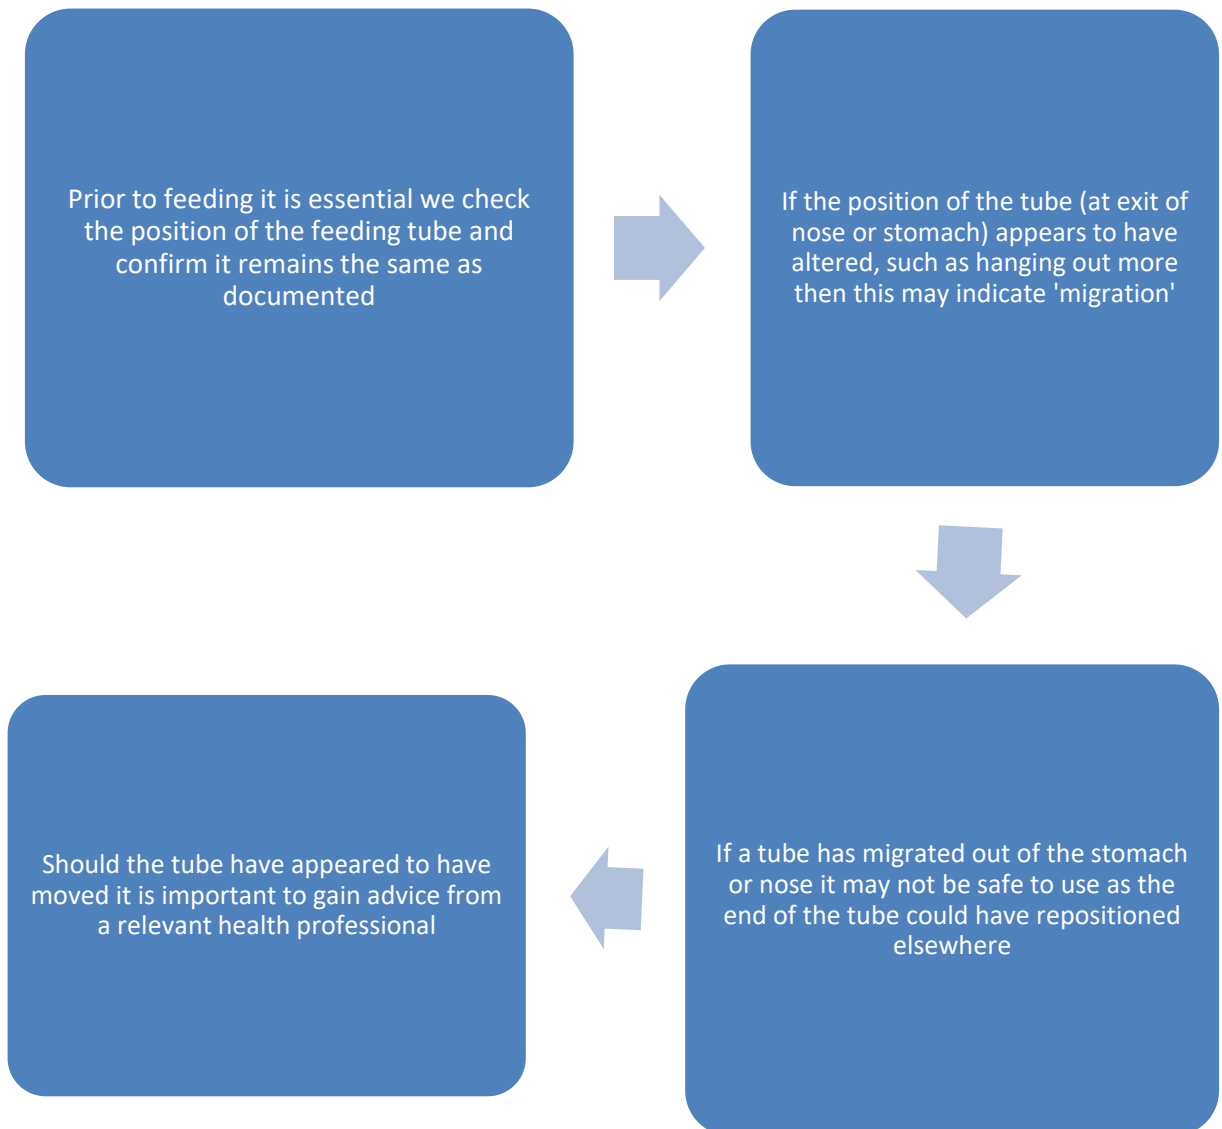 Prior to feeding it is essential we check
the position of the feeding tube and
confirm it remains the same as
documented
If the position of the tube (at exit of
nose or stomach) appears to have
altered, such as hanging out more
then this may indicate 'migration'
If a tube has migrated out of the stomach
or nose it may not be safe to use as the
end of the tube could have repositioned
elsewhere
Should the tube have appeared to have
moved it is important to gain advice from
a relevant health professional